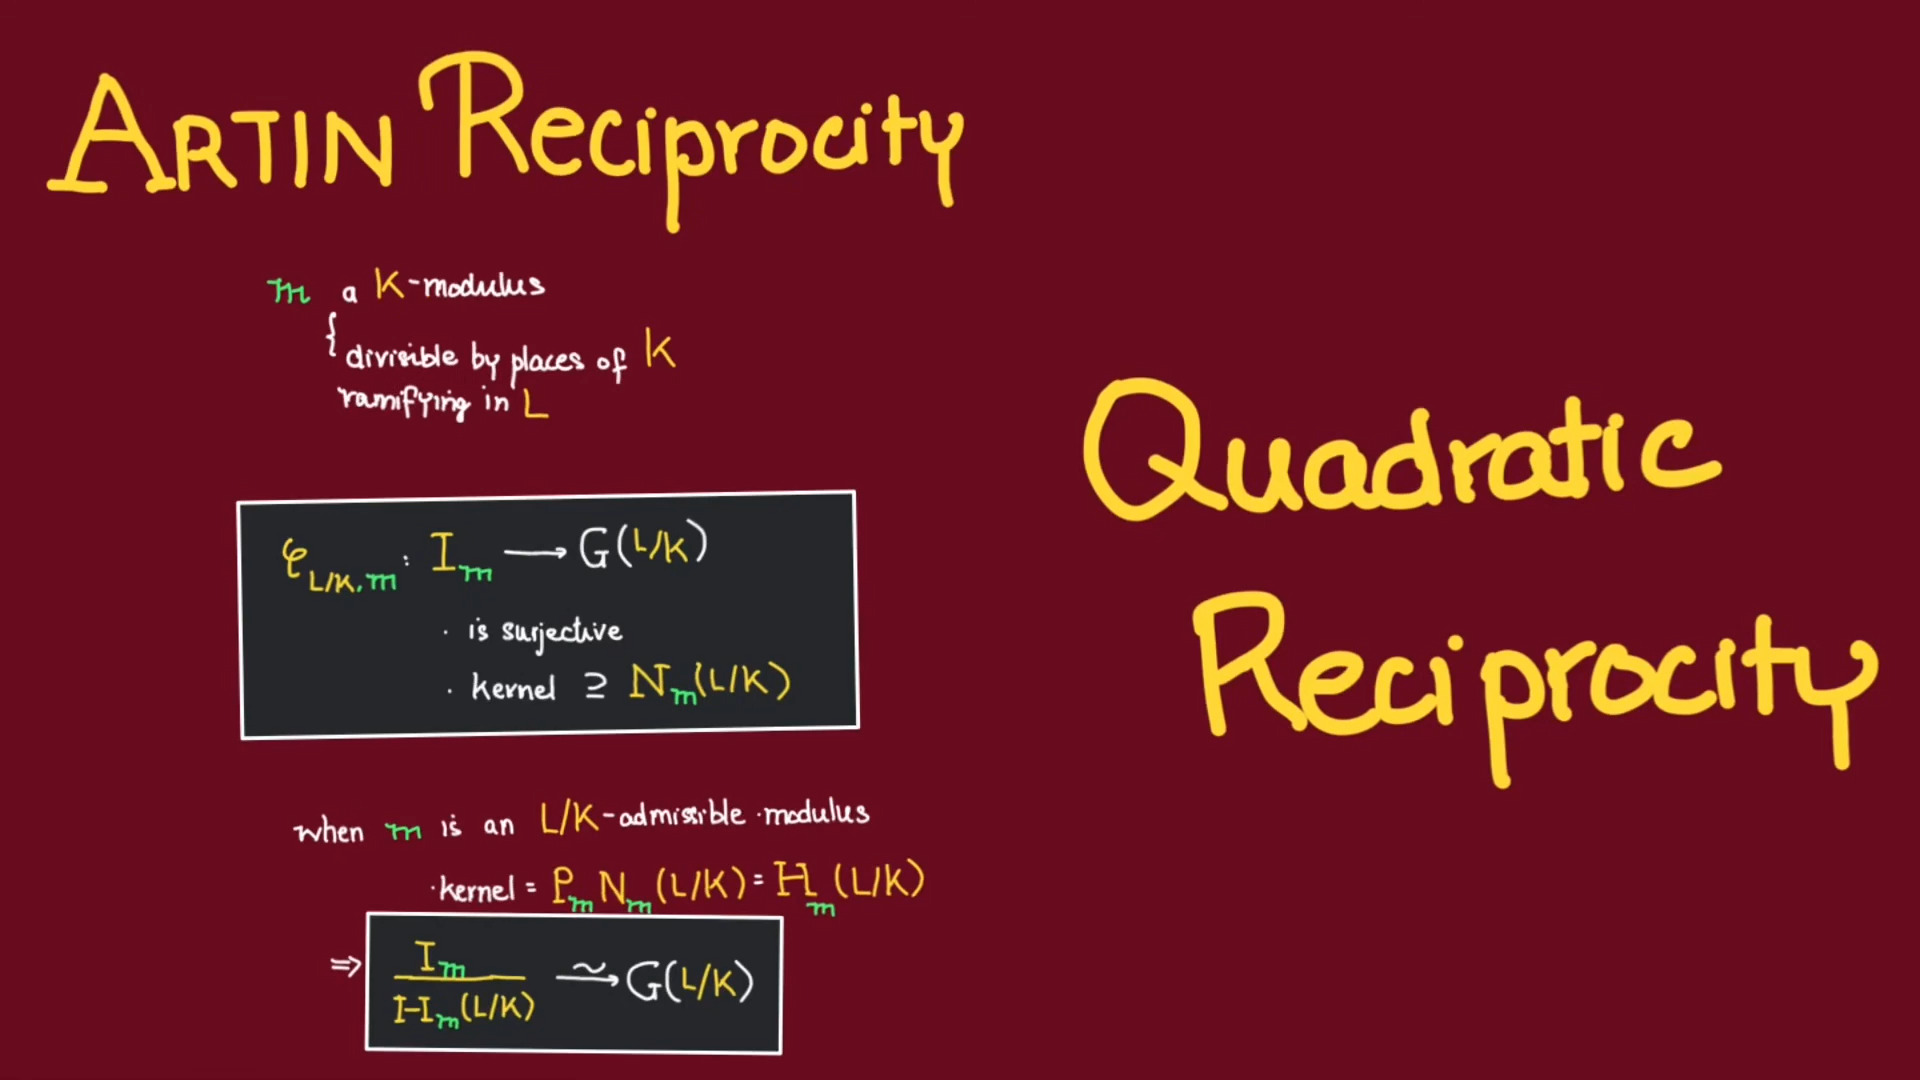 ARTIN Reciprocity
m a K-modulus
{ divisible by places of K
ramifying in L
φ_{L/K,m} : I_m ⟶ G(L/K)
· is surjective
· kernel ⊇ N_m(L/K)
when m is an L/K-admissible modulus
· kernel = P_m N_m (L/K) = H_m (L/K)
⇒ I_m / H_m(L/K) ⥲ G(L/K)
Quadratic
Reciprocity